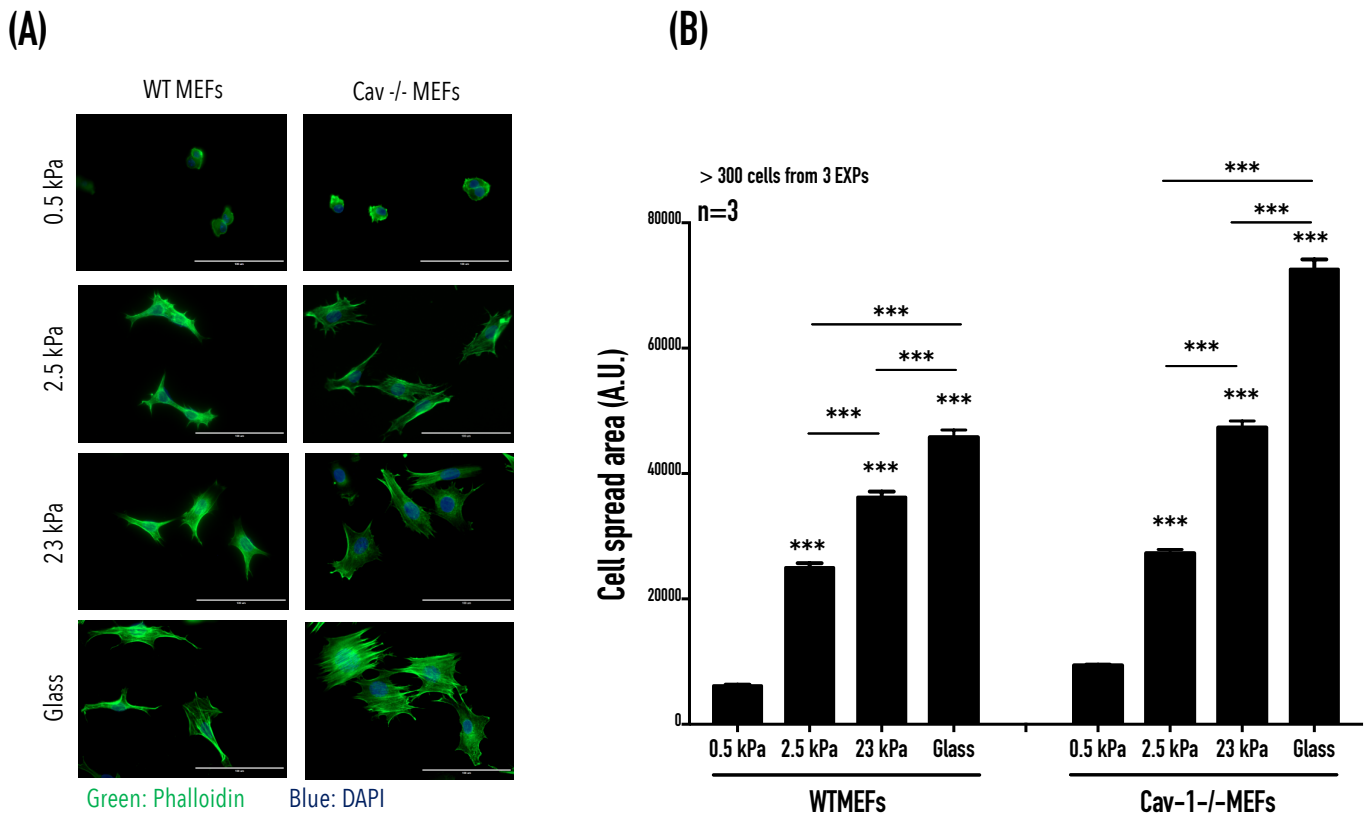 (A)
WT MEFs
Cav -/- MEFs
0.5 kPa
2.5 kPa
23 kPa
Glass
Green: Phalloidin
Blue: DAPI
(B)
> 300 cells from 3 EXPs
n=3
Cell spread area (A.U.)
80000
60000
40000
20000
0
***
***
***
***
***
***
***
***
***
***
***
***
0.5 kPa
2.5 kPa
23 kPa
Glass
0.5 kPa
2.5 kPa
23 kPa
Glass
WTMEFs
Cav-1-/-MEFs